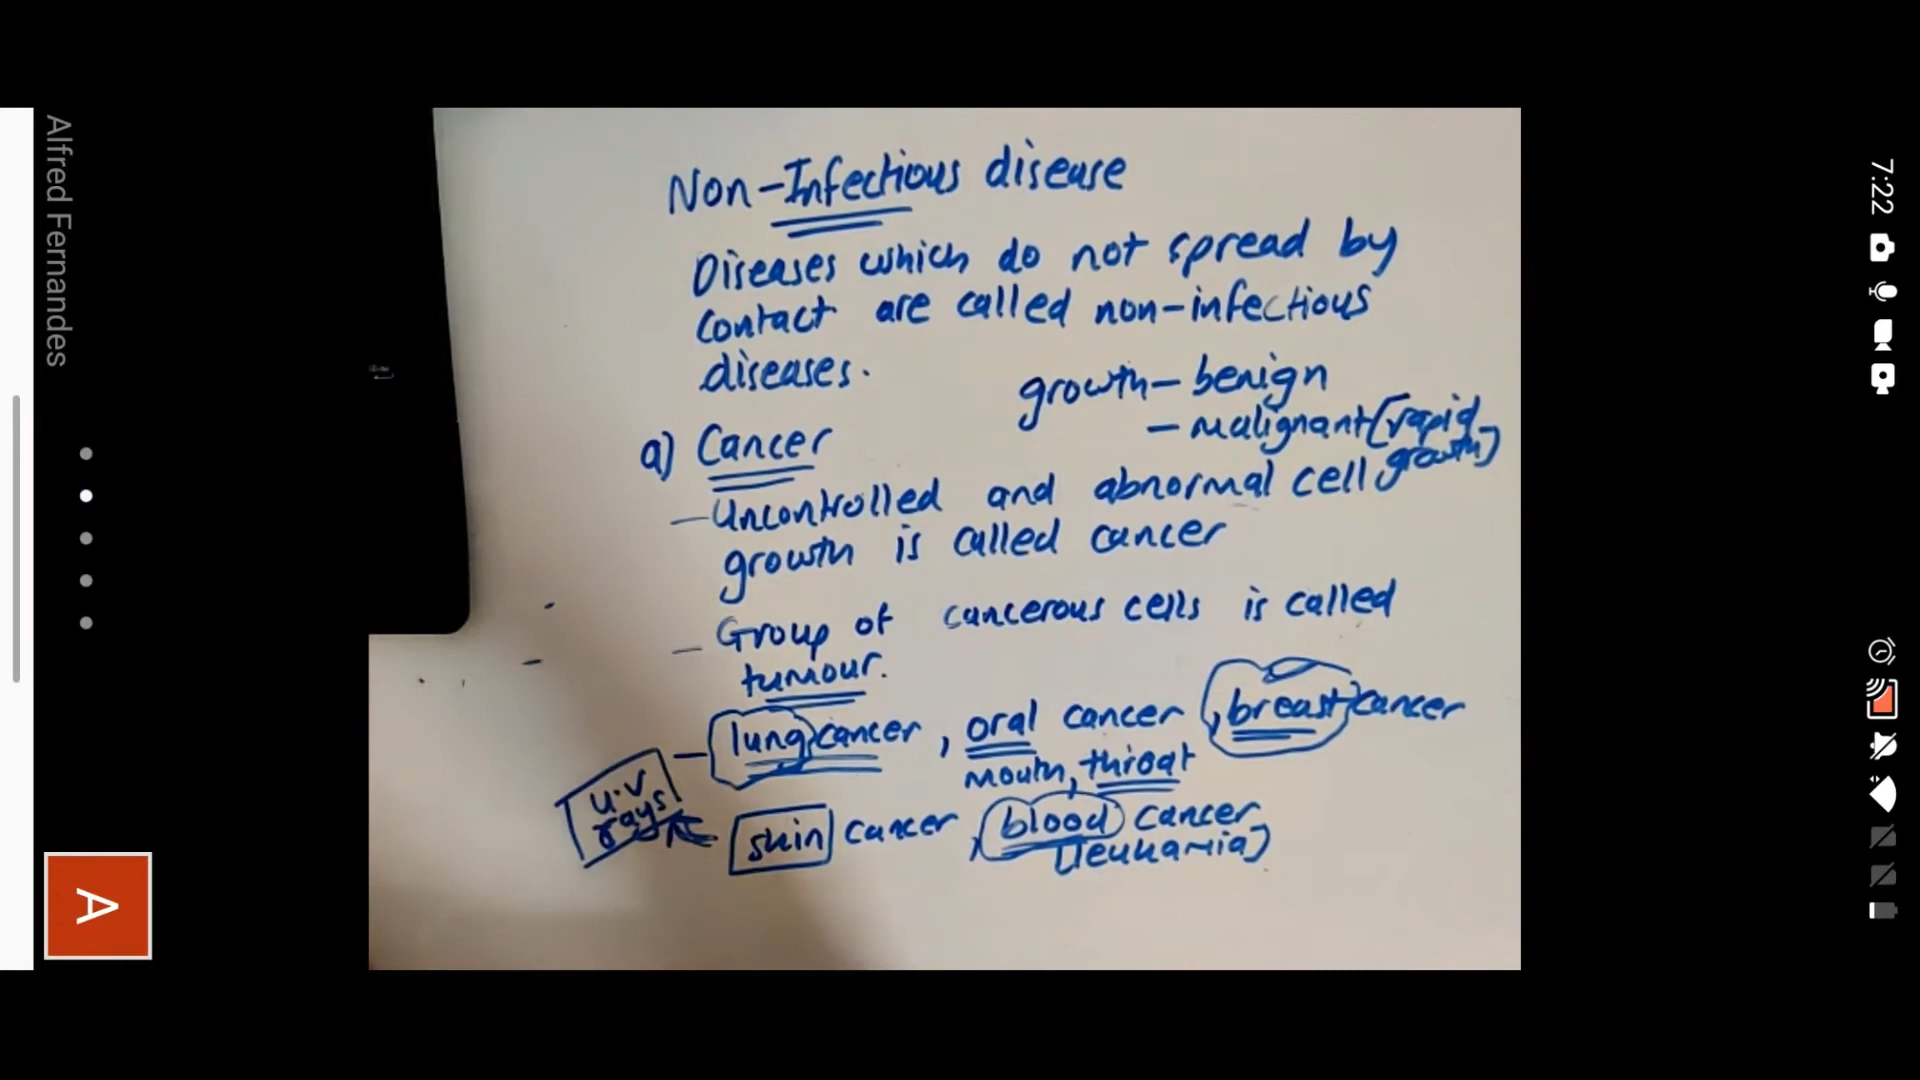 Alfred Fernandes
A
7:22
Non-Infectious disease
Diseases which do not spread by
contact are called non-infectious
diseases.
growth - benign
- malignant [rapid
growth]
a) Cancer
- Uncontrolled and abnormal cell
growth is called cancer
- Group of cancerous cells is called
tumour.
- lung cancer, oral cancer, breast cancer
mouth, throat
u.v
rays
skin cancer, blood cancer
[leukamia]